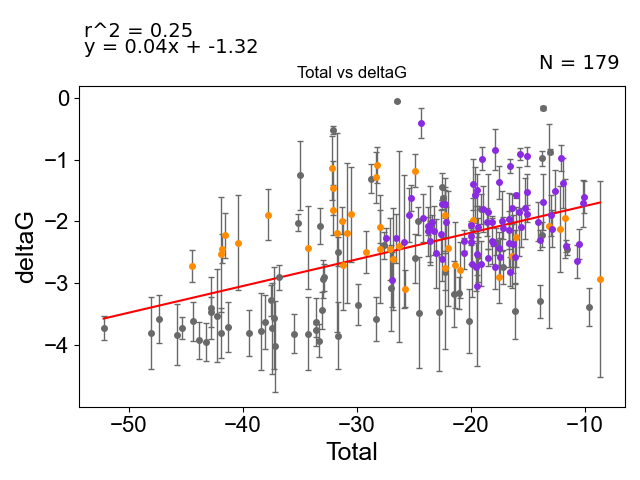 r^2 = 0.25
y = 0.04x + -1.32
N = 179
Total vs deltaG
0
−1
−2
−3
−4
deltaG
−50 −40 −30 −20 −10
Total